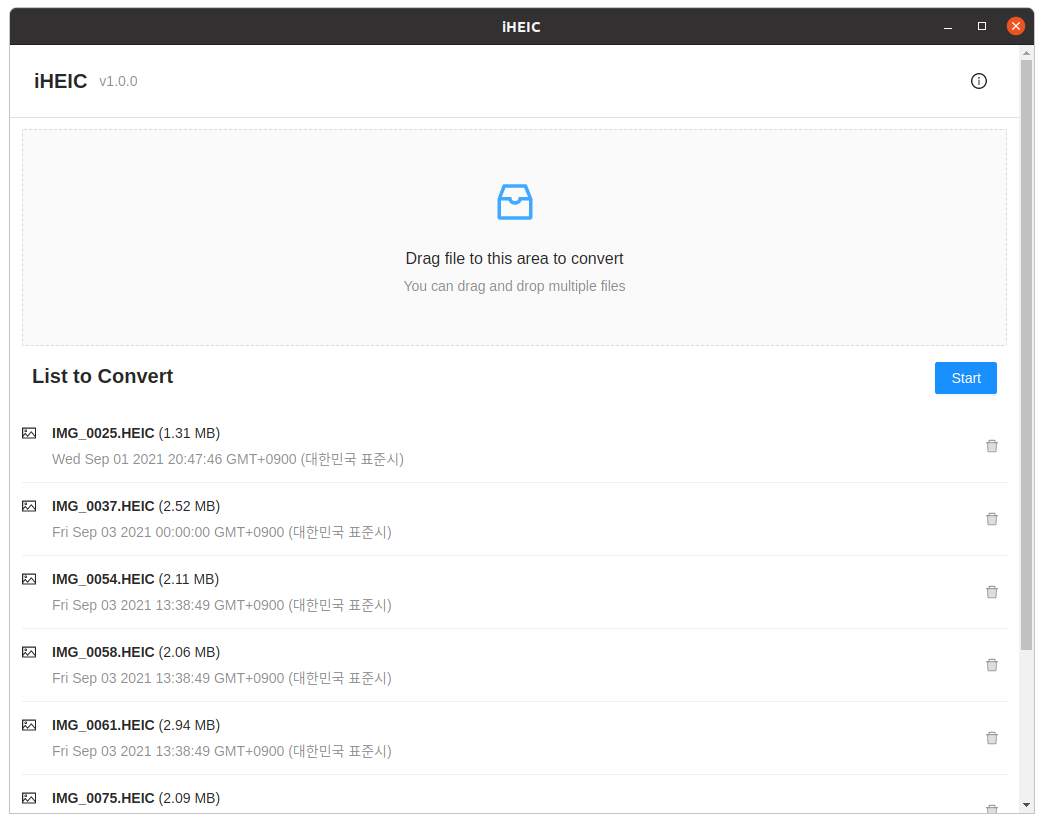 iHEIC
iHEIC v1.0.0
Drag file to this area to convert
You can drag and drop multiple files
List to Convert
Start
IMG_0025.HEIC (1.31 MB)
Wed Sep 01 2021 20:47:46 GMT+0900 (대한민국 표준시)
IMG_0037.HEIC (2.52 MB)
Fri Sep 03 2021 00:00:00 GMT+0900 (대한민국 표준시)
IMG_0054.HEIC (2.11 MB)
Fri Sep 03 2021 13:38:49 GMT+0900 (대한민국 표준시)
IMG_0058.HEIC (2.06 MB)
Fri Sep 03 2021 13:38:49 GMT+0900 (대한민국 표준시)
IMG_0061.HEIC (2.94 MB)
Fri Sep 03 2021 13:38:49 GMT+0900 (대한민국 표준시)
IMG_0075.HEIC (2.09 MB)